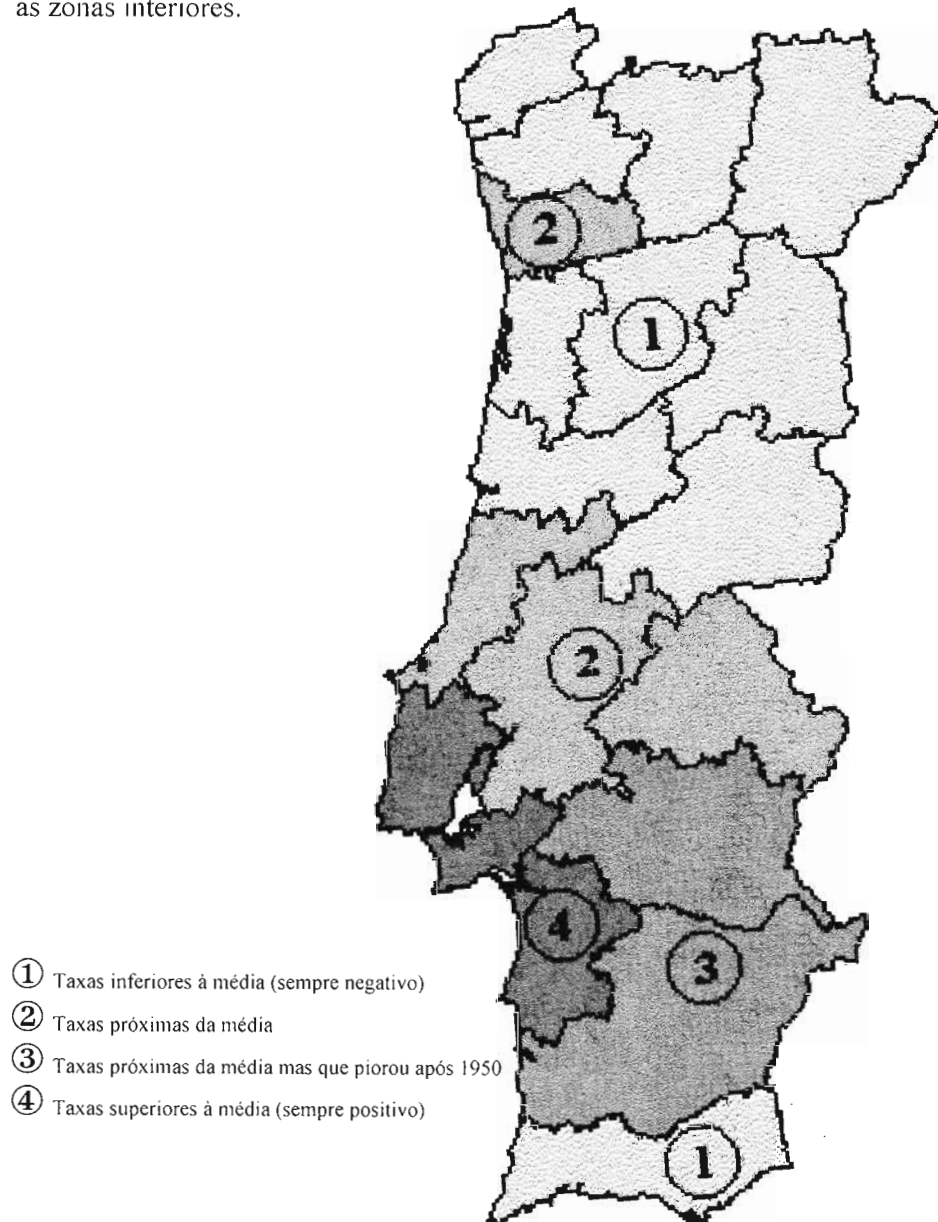 as zonas interiores.
2
1
2
4
3
1
① Taxas inferiores à média (sempre negativo)
② Taxas próximas da média
③ Taxas próximas da média mas que piorou após 1950
④ Taxas superiores à média (sempre positivo)